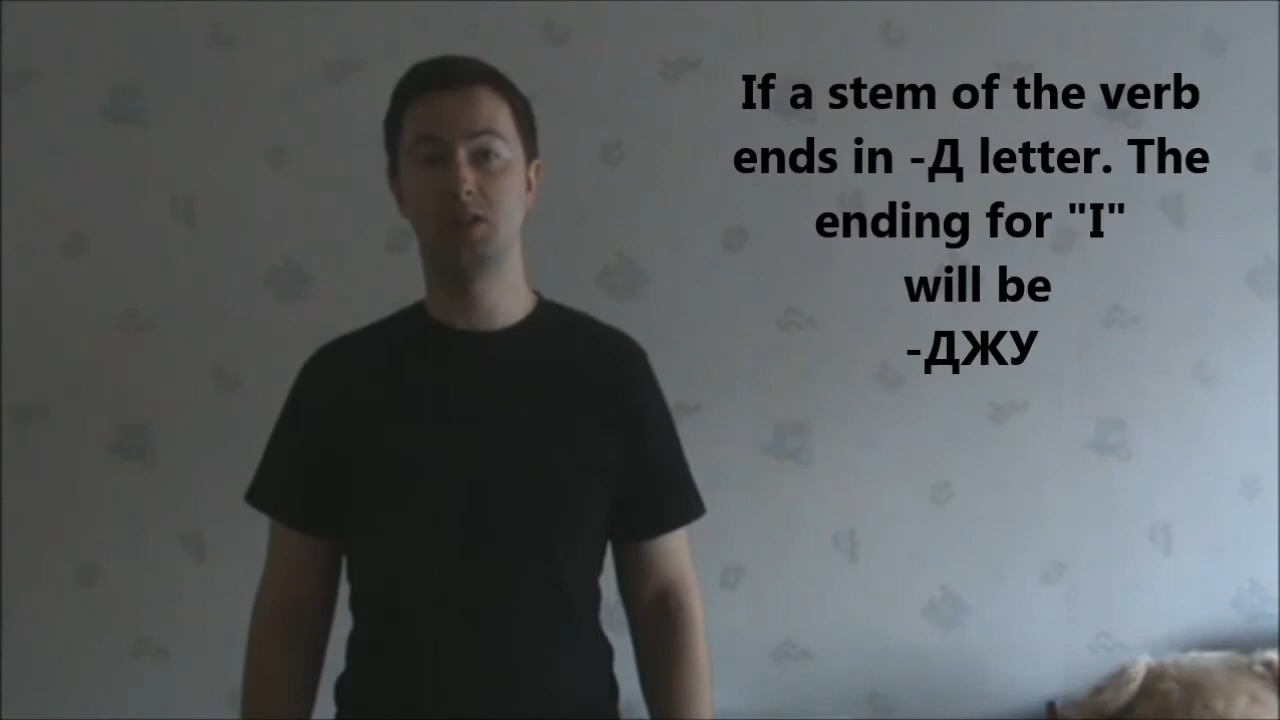 If a stem of the verb
ends in -Д letter. The
ending for "I"
will be
-ДЖУ